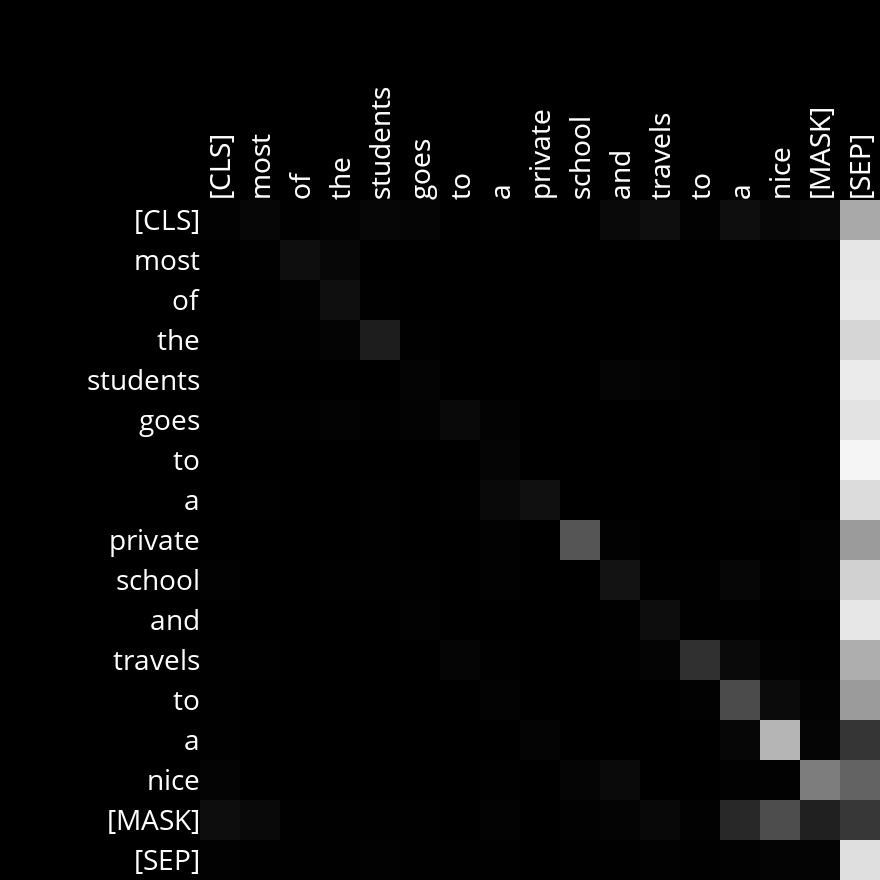 [CLS] most of the students goes to a private school and travels to a nice [MASK] [SEP]
[CLS]
most
of
the
students
goes
to
a
private
school
and
travels
to
a
nice
[MASK]
[SEP]